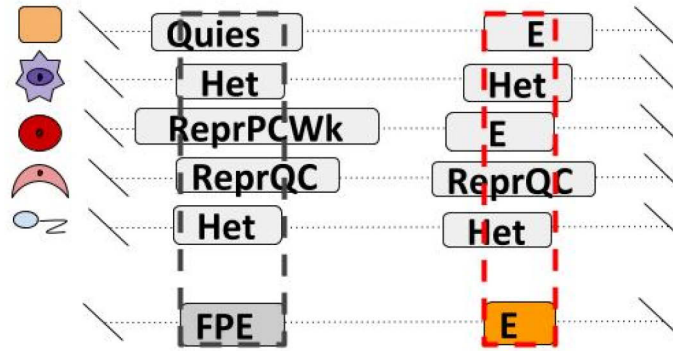 Quies E
Het Het
ReprPCWk E
ReprQC ReprQC
Het Het
FPE E